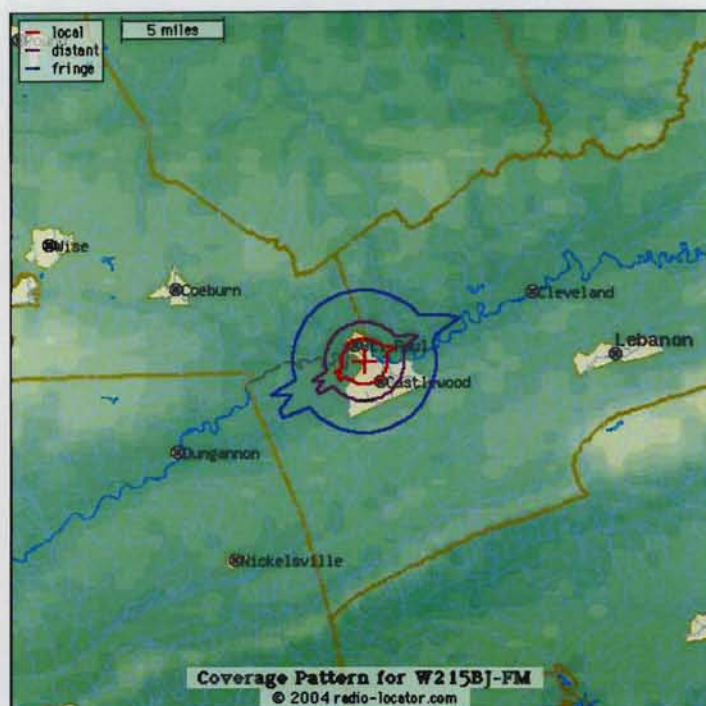 local
distant
fringe
5 miles
Wise
Coeburn
Cleveland
Lebanon
Castlewood
Dungannon
Nickelsville
Coverage Pattern for W215BJ-FM
© 2004 radio-locator.com